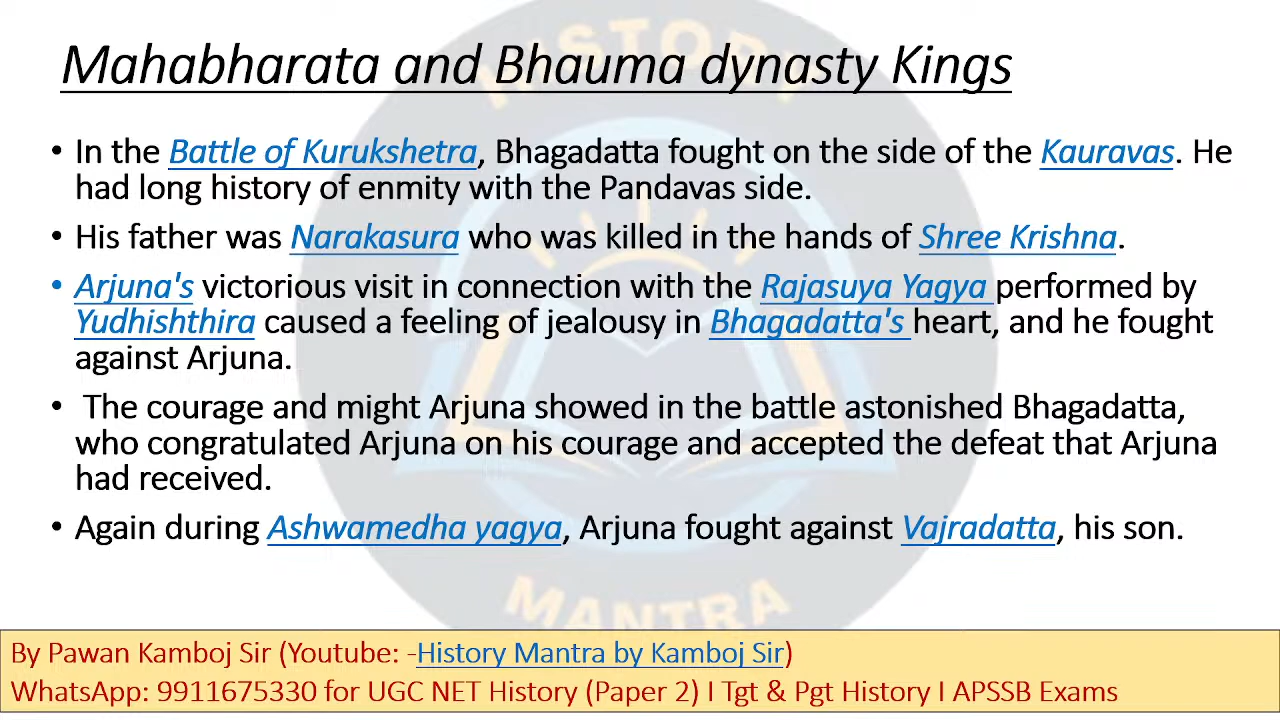 Mahabharata and Bhauma dynasty Kings
• In the Battle of Kurukshetra, Bhagadatta fought on the side of the Kauravas. He
had long history of enmity with the Pandavas side.
• His father was Narakasura who was killed in the hands of Shree Krishna.
• Arjuna's victorious visit in connection with the Rajasuya Yagya performed by
Yudhishthira caused a feeling of jealousy in Bhagadatta's heart, and he fought
against Arjuna.
• The courage and might Arjuna showed in the battle astonished Bhagadatta,
who congratulated Arjuna on his courage and accepted the defeat that Arjuna
had received.
• Again during Ashwamedha yagya, Arjuna fought against Vajradatta, his son.
HISTORY
MANTRA
By Pawan Kamboj Sir (Youtube: -History Mantra by Kamboj Sir)
WhatsApp: 9911675330 for UGC NET History (Paper 2) I Tgt & Pgt History I APSSB Exams